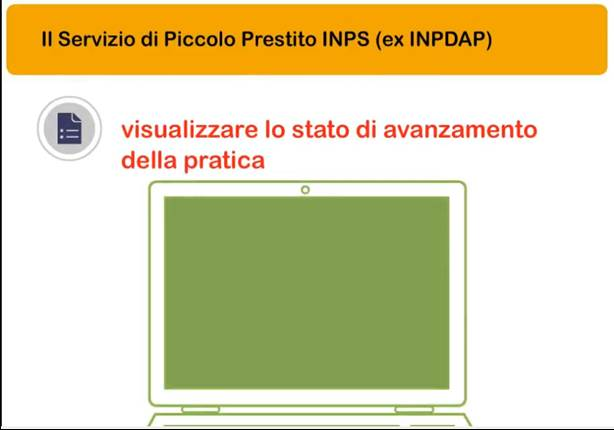 Il Servizio di Piccolo Prestito INPS (ex INPDAP)
visualizzare lo stato di avanzamento
della pratica